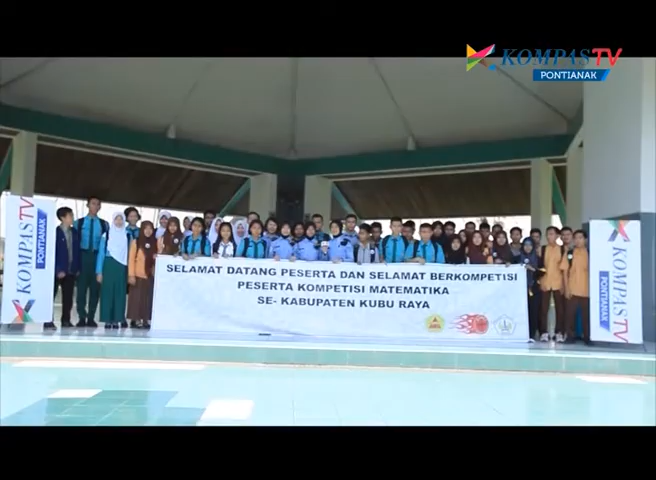 KOMPASTV
PONTIANAK
KOMPASTV
PONTIANAK
SELAMAT DATANG PESERTA DAN SELAMAT BERKOMPETISI
PESERTA KOMPETISI MATEMATIKA
SE- KABUPATEN KUBU RAYA
KOMPASTV
PONTIANAK